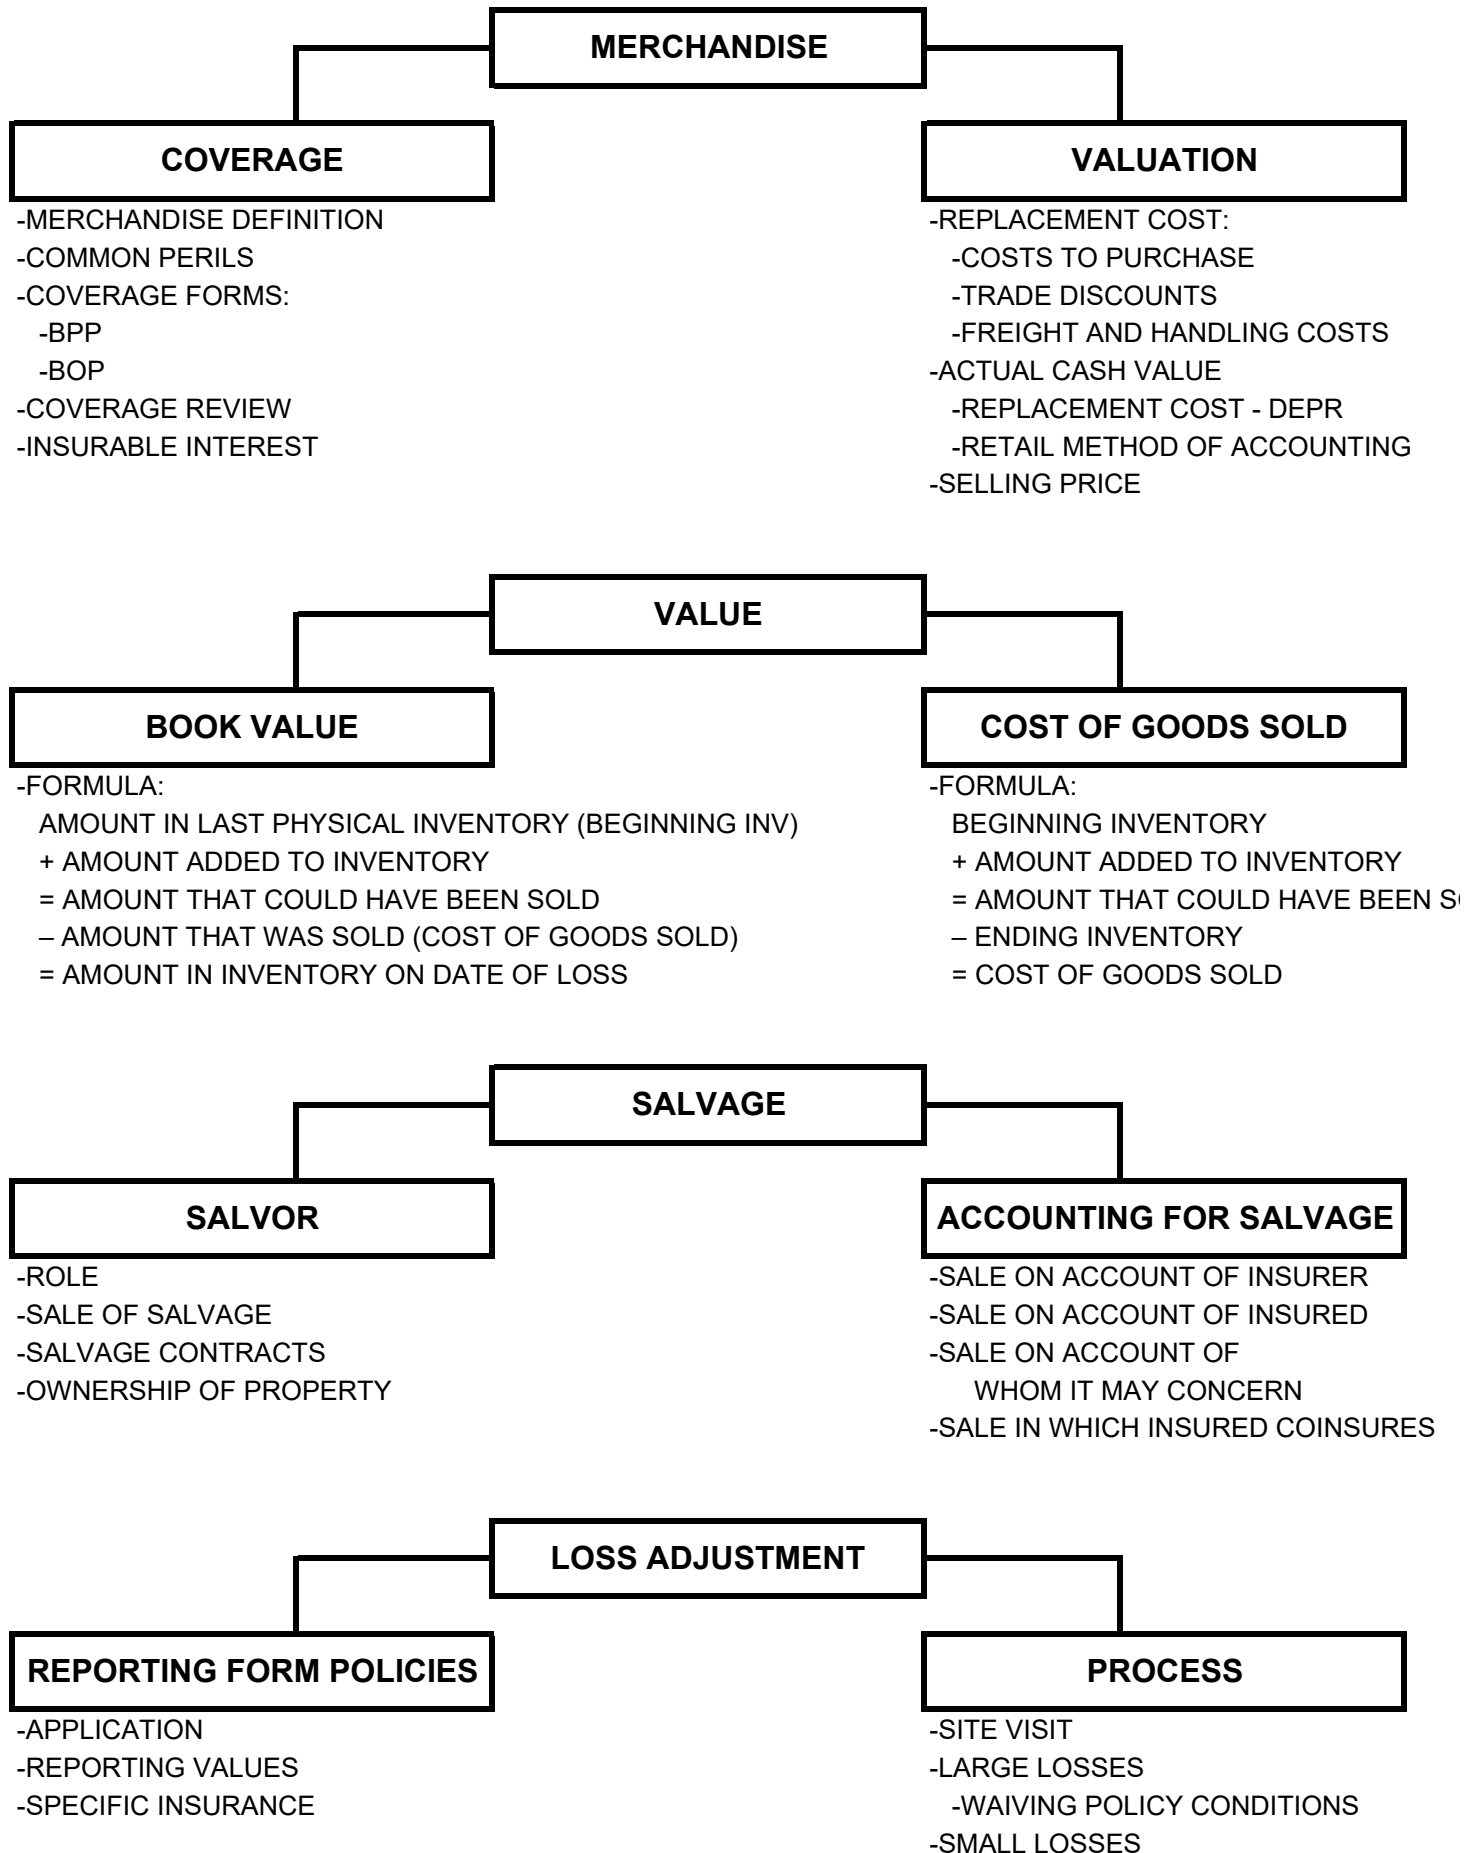 MERCHANDISE
COVERAGE
-MERCHANDISE DEFINITION
-COMMON PERILS
-COVERAGE FORMS:
-BPP
-BOP
-COVERAGE REVIEW
-INSURABLE INTEREST
VALUATION
-REPLACEMENT COST:
-COSTS TO PURCHASE
-TRADE DISCOUNTS
-FREIGHT AND HANDLING COSTS
-ACTUAL CASH VALUE
-REPLACEMENT COST - DEPR
-RETAIL METHOD OF ACCOUNTING
-SELLING PRICE
VALUE
BOOK VALUE
-FORMULA:
AMOUNT IN LAST PHYSICAL INVENTORY (BEGINNING INV)
+ AMOUNT ADDED TO INVENTORY
= AMOUNT THAT COULD HAVE BEEN SOLD
– AMOUNT THAT WAS SOLD (COST OF GOODS SOLD)
= AMOUNT IN INVENTORY ON DATE OF LOSS
COST OF GOODS SOLD
-FORMULA:
BEGINNING INVENTORY
+ AMOUNT ADDED TO INVENTORY
= AMOUNT THAT COULD HAVE BEEN
– ENDING INVENTORY
= COST OF GOODS SOLD
SALVAGE
SALVOR
-ROLE
-SALE OF SALVAGE
-SALVAGE CONTRACTS
-OWNERSHIP OF PROPERTY
ACCOUNTING FOR SALVAGE
-SALE ON ACCOUNT OF INSURER
-SALE ON ACCOUNT OF INSURED
-SALE ON ACCOUNT OF
WHOM IT MAY CONCERN
-SALE IN WHICH INSURED COINSURES
LOSS ADJUSTMENT
REPORTING FORM POLICIES
-APPLICATION
-REPORTING VALUES
-SPECIFIC INSURANCE
PROCESS
-SITE VISIT
-LARGE LOSSES
-WAIVING POLICY CONDITIONS
-SMALL LOSSES